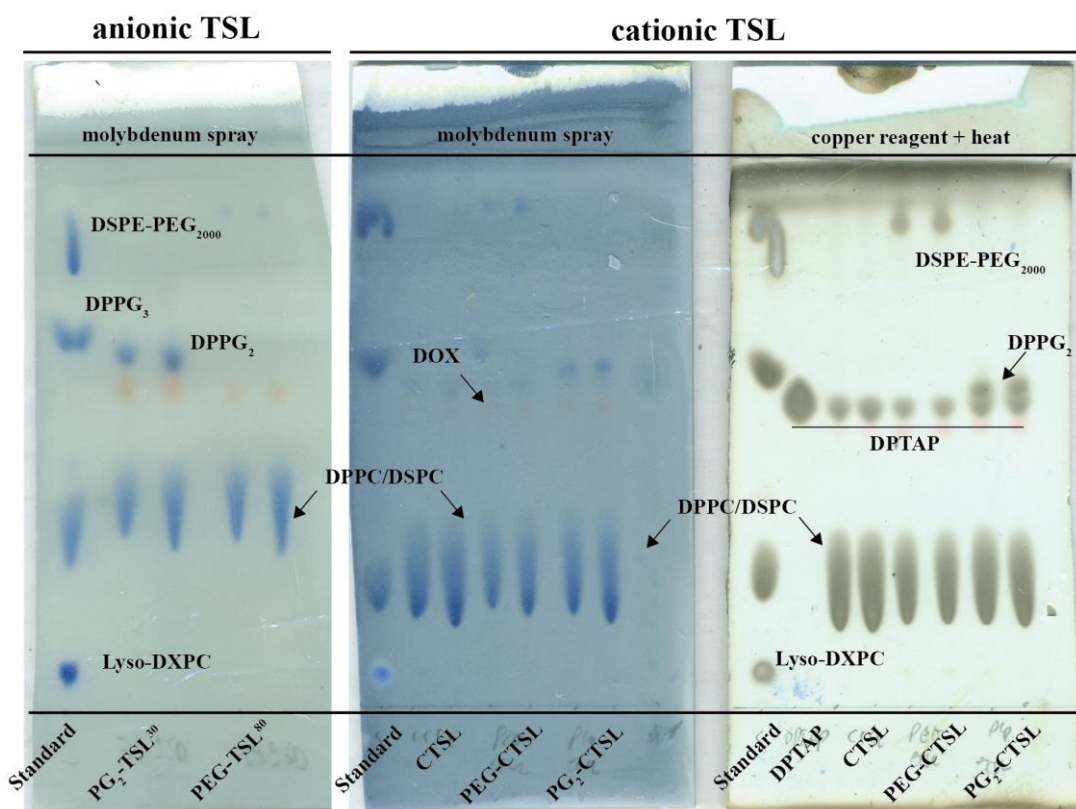 anionic TSL
cationic TSL
molybdenum spray
molybdenum spray
copper reagent + heat
DSPE-PEG₂₀₀₀
DSPE-PEG₂₀₀₀
DPPG₃
DPPG₂
DOX
DPPG₂
DPTAP
DPPC/DSPC
DPPC/DSPC
Lyso-DXPC
Lyso-DXPC
Standard
PG₂-TSL³⁰
PEG-TSL⁸⁰
Standard
CTSL
PEG-CTSL
PG₂-CTSL
Standard
DPTAP
CTSL
PEG-CTSL
PG₂-CTSL